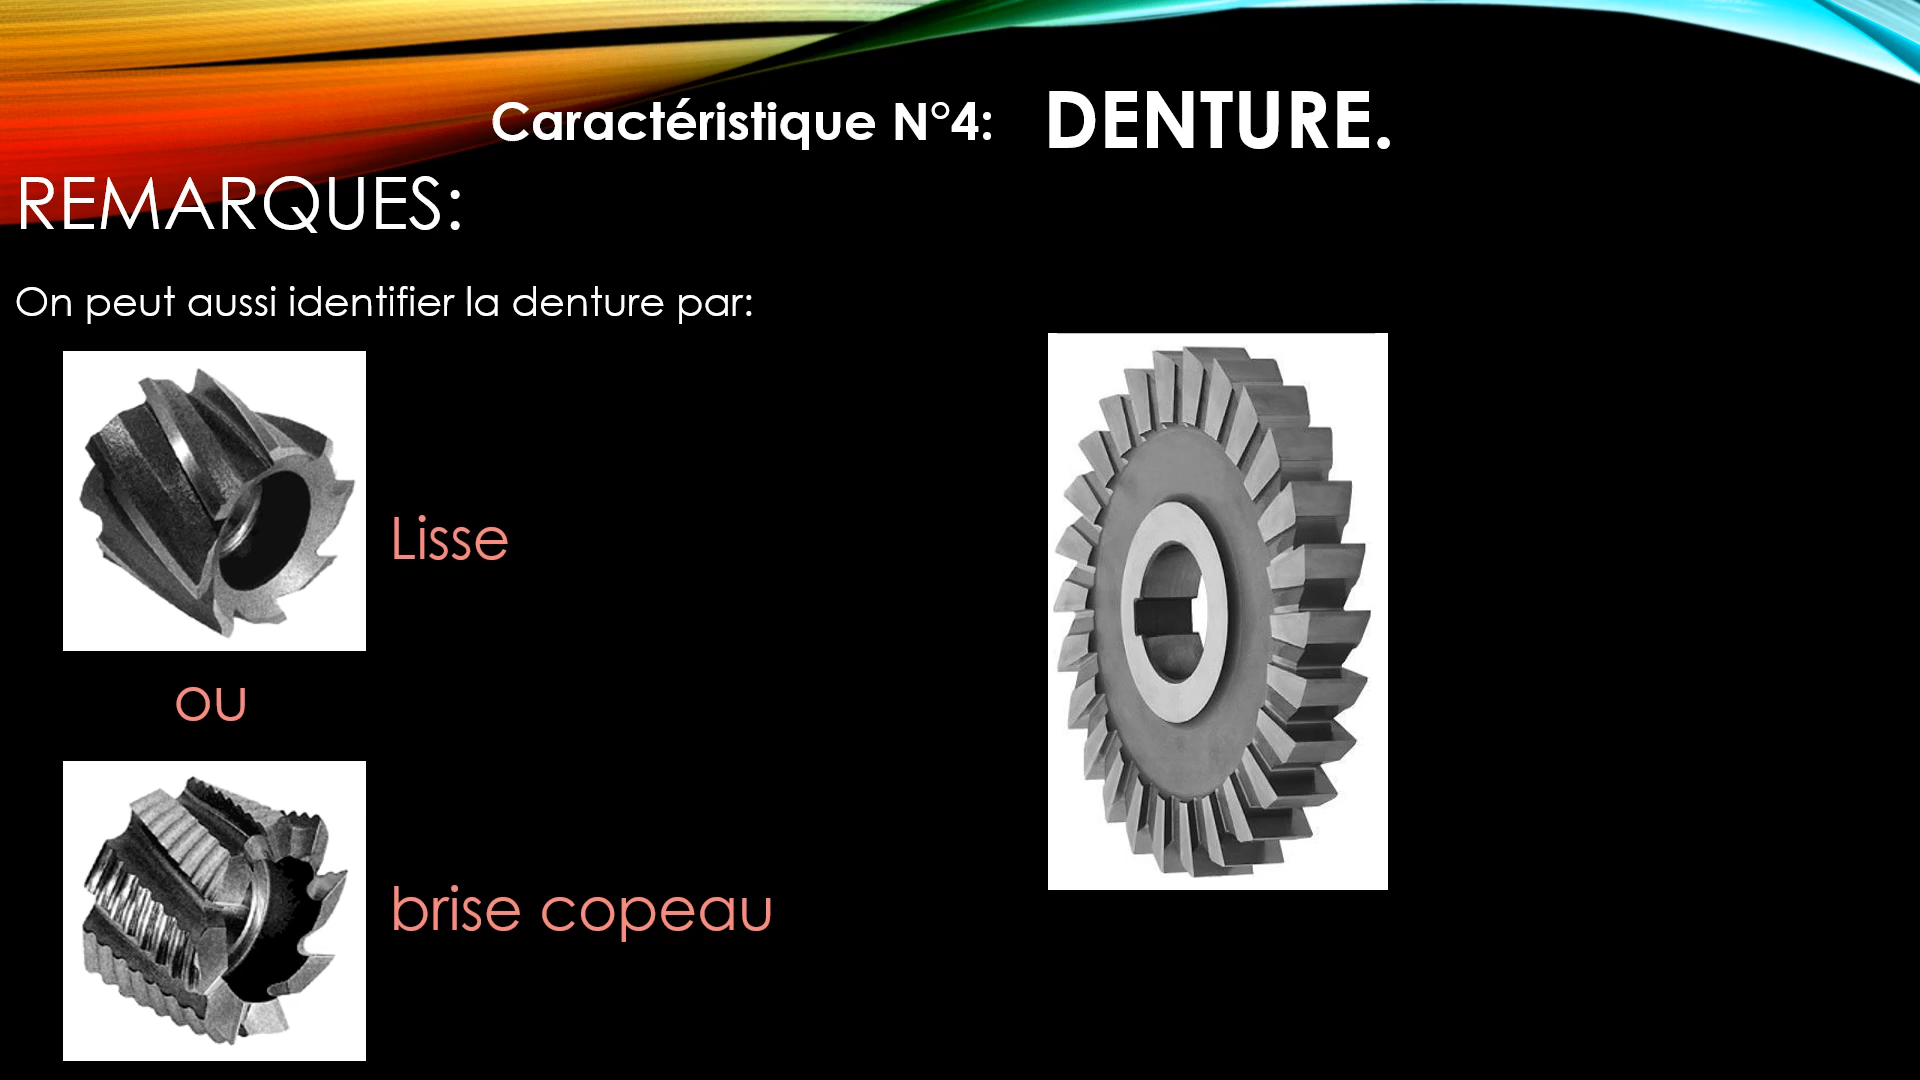 Caractéristique N°4: DENTURE.
REMARQUES:
On peut aussi identifier la denture par:
Lisse
ou
brise copeau